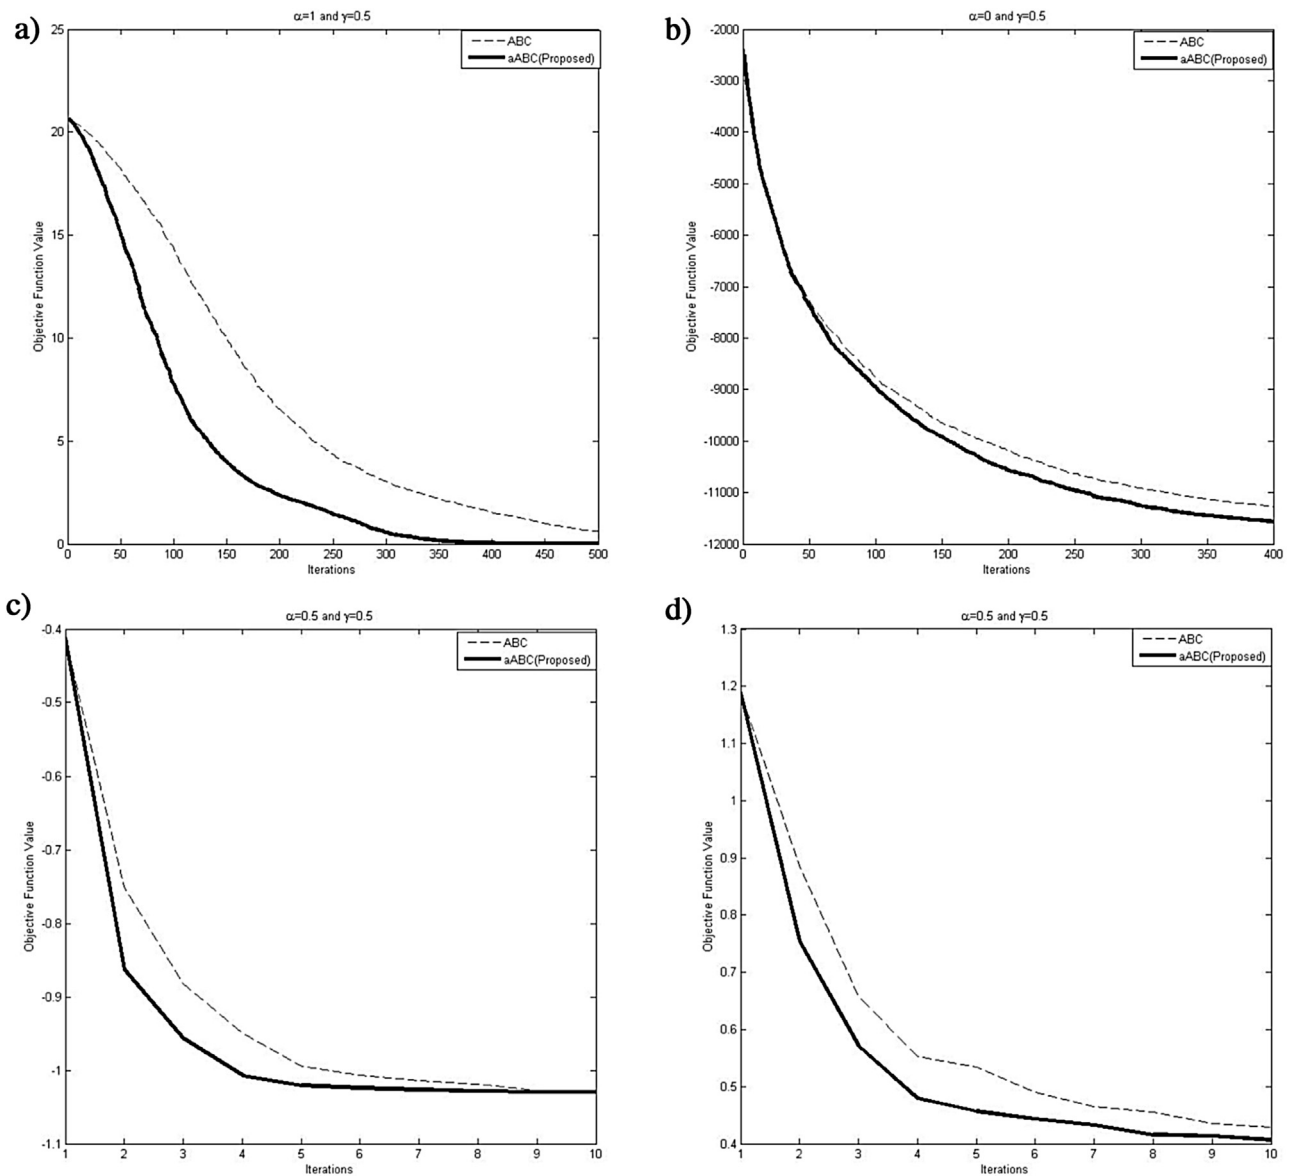 a)
α=1 and γ=0.5
25
20
15
10
5
0
Objective Function Value
ABC
aABC(Proposed)
0 50 100 150 200 250 300 350 400 450 500
Iterations
b)
α=0 and γ=0.5
-2000
-3000
-4000
-5000
-6000
-7000
-8000
-9000
-10000
-11000
-12000
Objective Function Value
ABC
aABC(Proposed)
0 50 100 150 200 250 300 350 400
Iterations
c)
α=0.5 and γ=0.5
-0.4
-0.5
-0.6
-0.7
-0.8
-0.9
-1
-1.1
Objective Function Value
ABC
aABC(Proposed)
1 2 3 4 5 6 7 8 9 10
Iterations
d)
α=0.5 and γ=0.5
1.3
1.2
1.1
1
0.9
0.8
0.7
0.6
0.5
0.4
Objective Function Value
ABC
aABC(Proposed)
1 2 3 4 5 6 7 8 9 10
Iterations